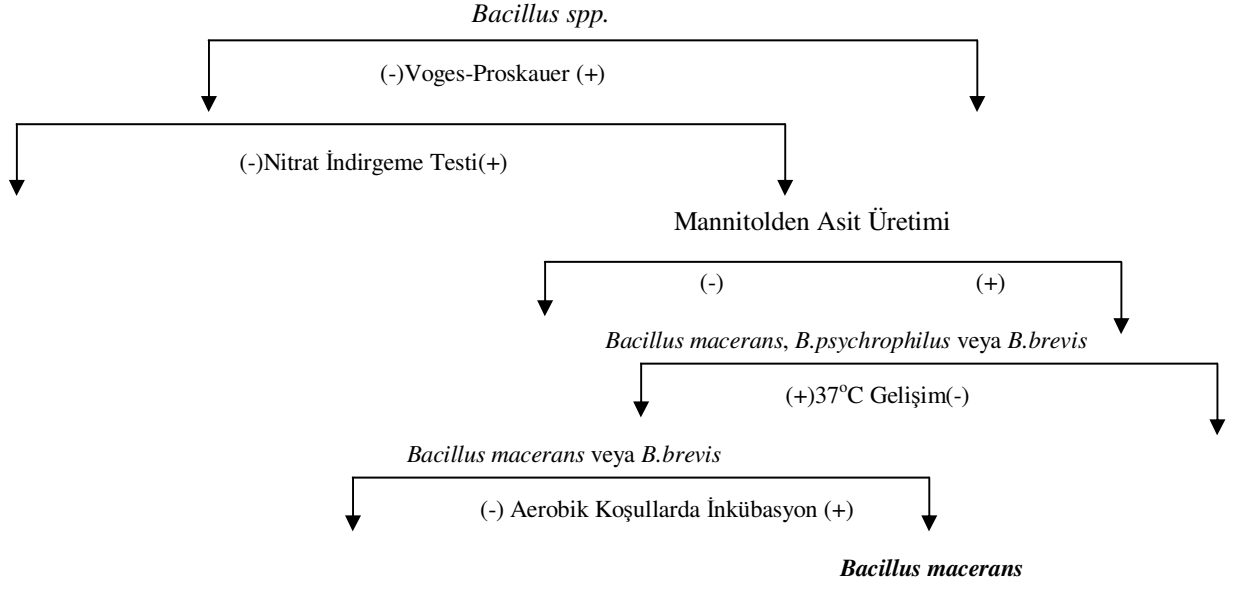 Bacillus spp.
(-)Voges-Proskauer (+)
(-)Nitrat İndirgeme Testi(+)
Mannitolden Asit Üretimi
(-) (+)
Bacillus macerans, B.psychrophilus veya B.brevis
(+)37°C Gelişim(-)
Bacillus macerans veya B.brevis
(-) Aerobik Koşullarda İnkübasyon (+)
Bacillus macerans